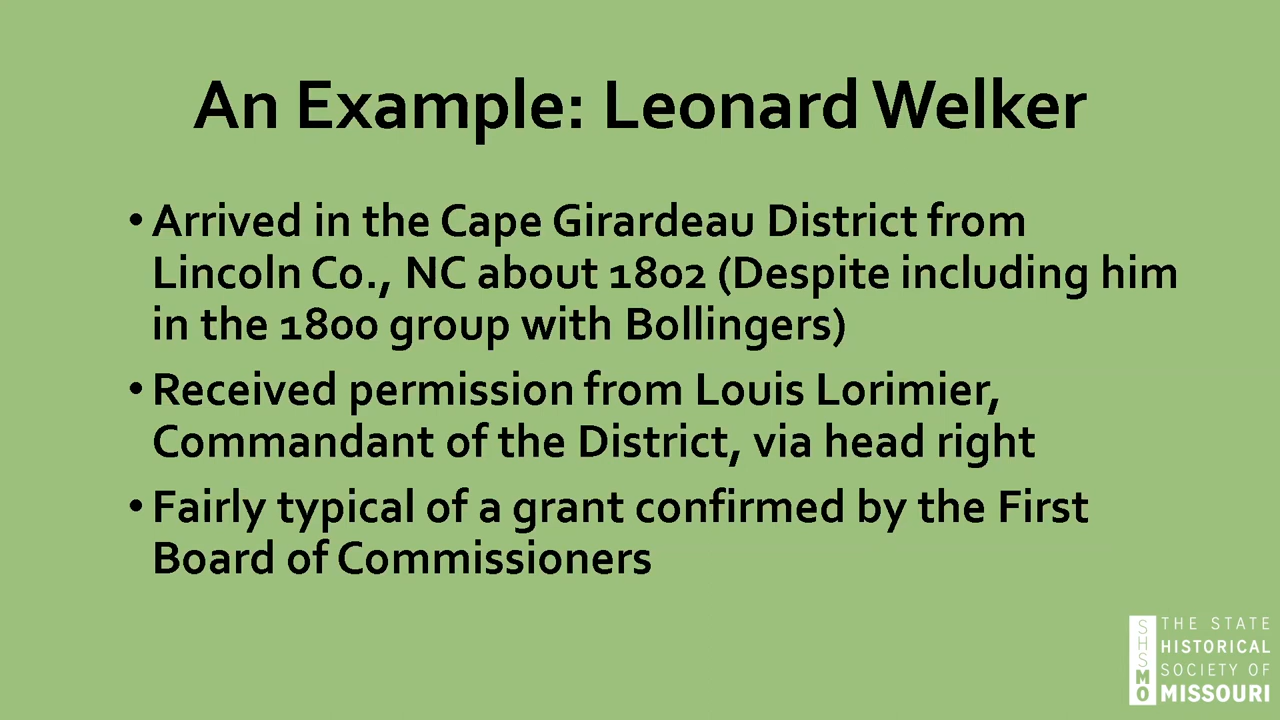 An Example: Leonard Welker
• Arrived in the Cape Girardeau District from
Lincoln Co., NC about 1802 (Despite including him
in the 1800 group with Bollingers)
• Received permission from Louis Lorimier,
Commandant of the District, via head right
• Fairly typical of a grant confirmed by the First
Board of Commissioners
SHSMO
THE STATE
HISTORICAL
SOCIETY OF
MISSOURI